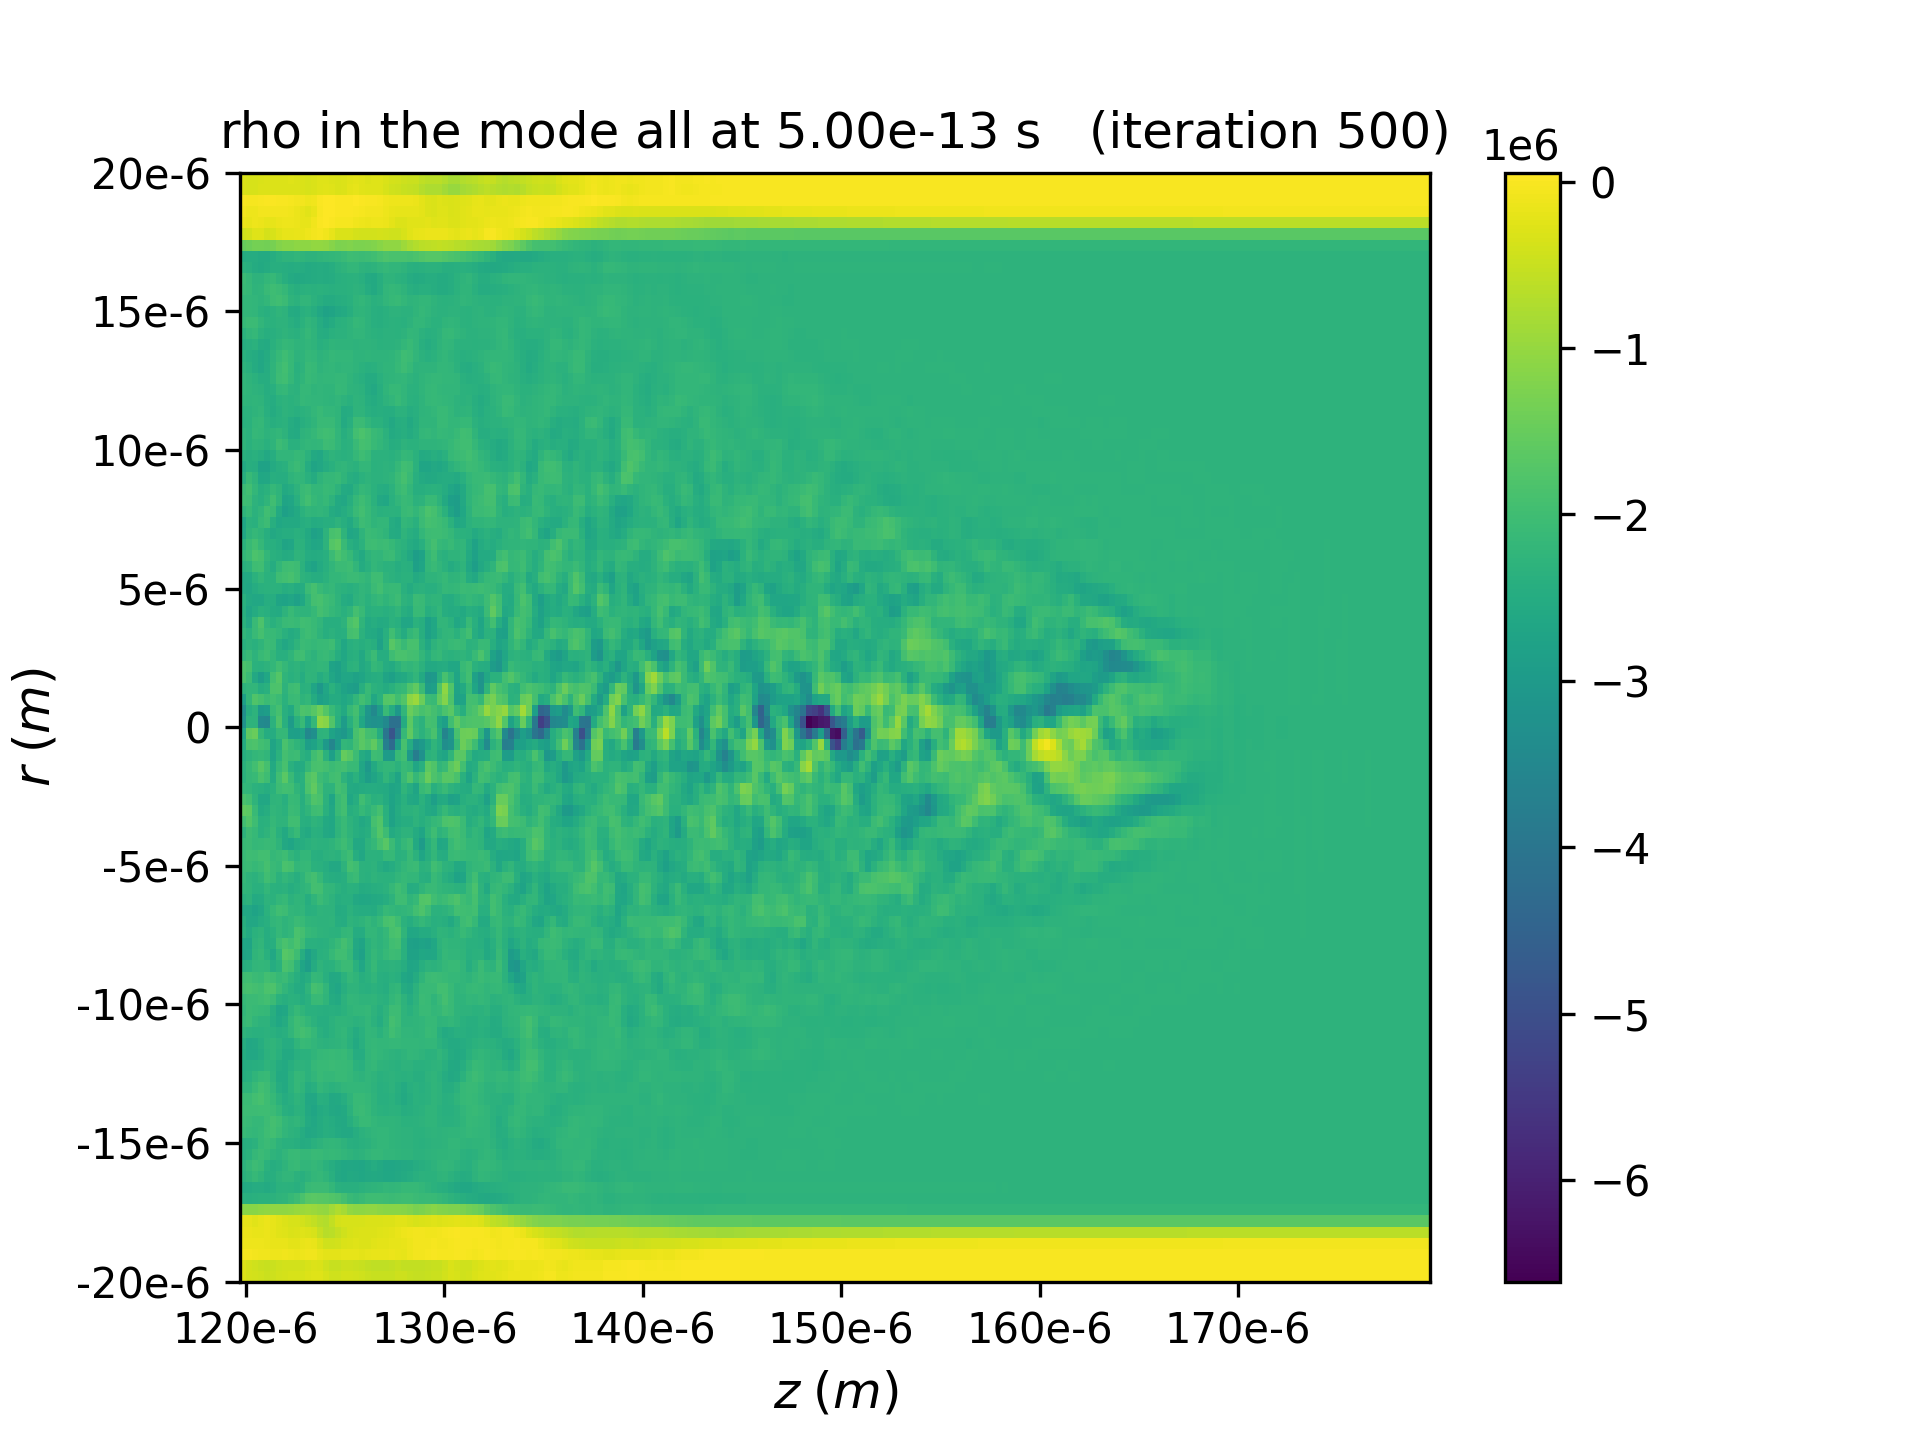 rho in the mode all at 5.00e-13 s   (iteration 500)
1e6
20e-6
15e-6
10e-6
5e-6
0
-5e-6
-10e-6
-15e-6
-20e-6
r (m)
120e-6 130e-6 140e-6 150e-6 160e-6 170e-6
z (m)
0
−1
−2
−3
−4
−5
−6